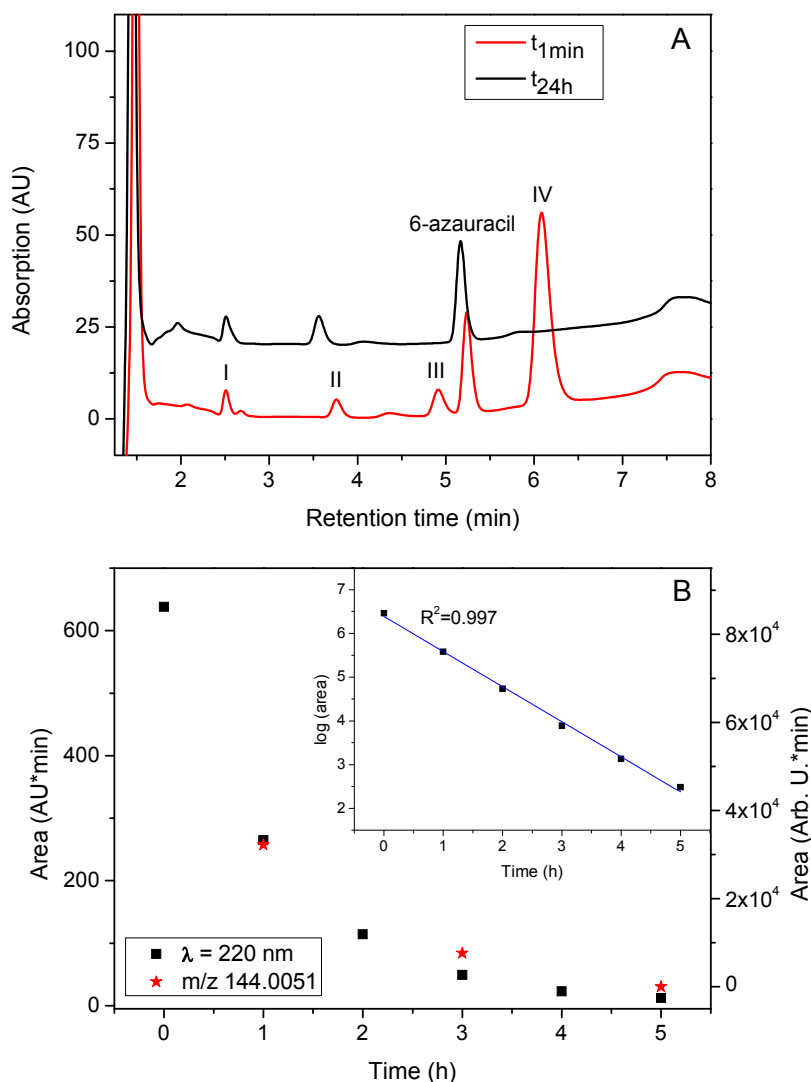 A
t1min
t24h
100
75
50
25
0
Absorption (AU)
6-azauracil
IV
I
II
III
2 3 4 5 6 7 8
Retention time (min)
B
600
400
200
0
Area (AU*min)
R²=0.997
7
6
5
4
3
2
log (area)
0 1 2 3 4 5
Time (h)
8x10⁴
6x10⁴
4x10⁴
2x10⁴
0
Area (Arb. U.*min)
λ = 220 nm
m/z 144.0051
0 1 2 3 4 5
Time (h)